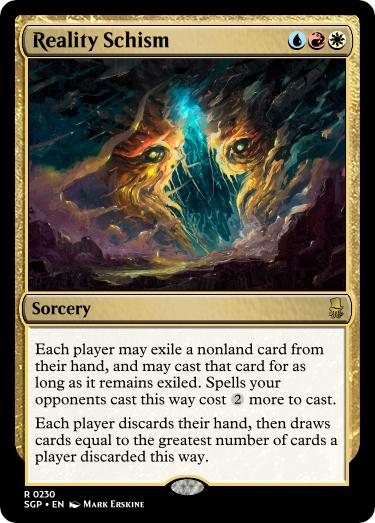 Reality Schism
Sorcery
Each player may exile a nonland card from
their hand, and may cast that card for as
long as it remains exiled. Spells your
opponents cast this way cost 2 more to cast.
Each player discards their hand, then draws
cards equal to the greatest number of cards a
player discarded this way.
R 0230
SGP • EN Mark Erskine